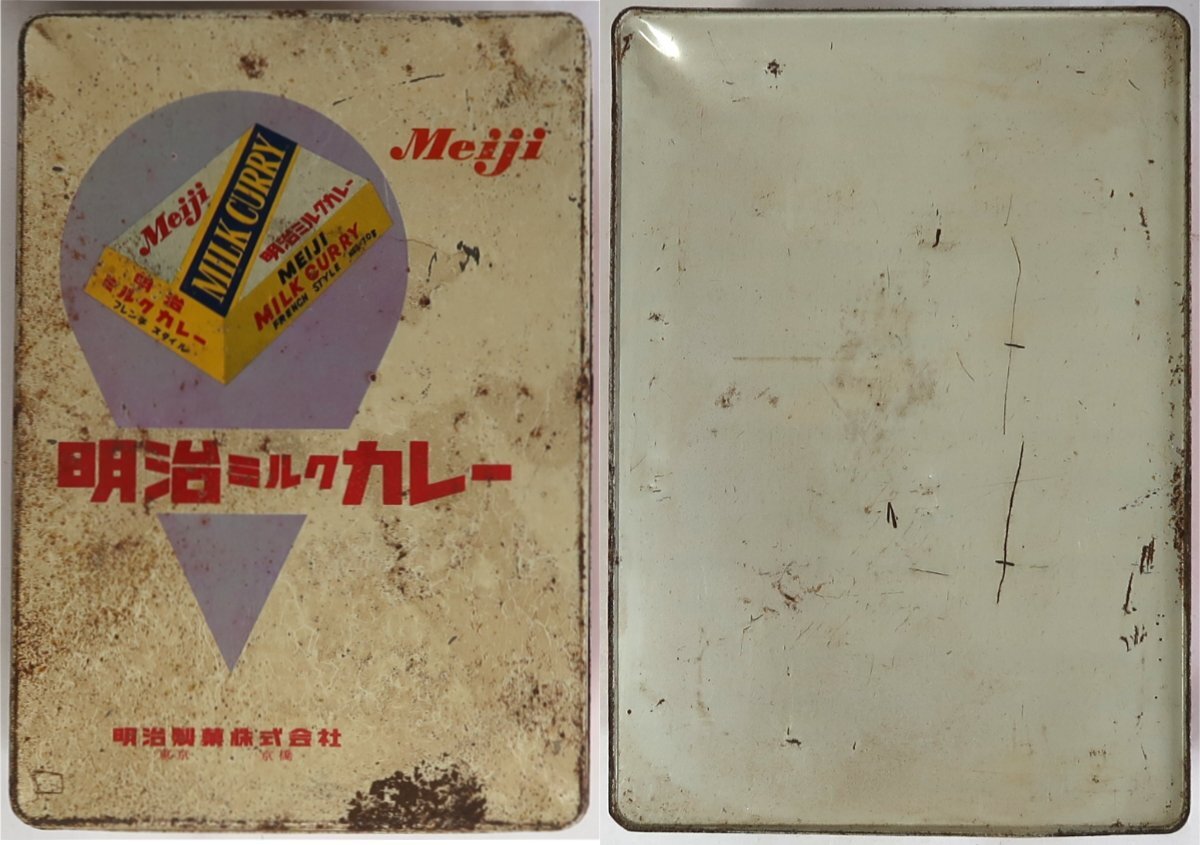 Meiji
Meiji
MILK CURRY
明治ミルクカレー
明治
ミルクカレー
フレンチ スタイル
MEIJI
MILK CURRY
FRENCH STYLE
明治ミルクカレー
明治製菓株式会社
東京 京橋